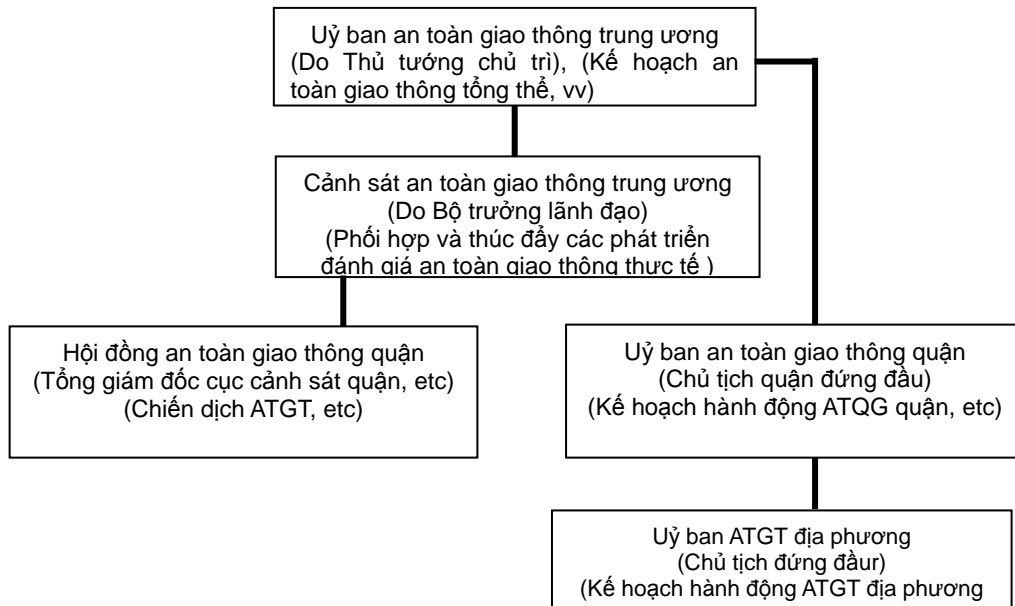 Uỷ ban an toàn giao thông trung ương
(Do Thủ tướng chủ trì), (Kế hoạch an
toàn giao thông tổng thể, vv)
Cảnh sát an toàn giao thông trung ương
(Do Bộ trưởng lãnh đạo)
(Phối hợp và thúc đẩy các phát triển
đánh giá an toàn giao thông thực tế )
Hội đồng an toàn giao thông quận
(Tổng giám đốc cục cảnh sát quận, etc)
(Chiến dịch ATGT, etc)
Uỷ ban an toàn giao thông quận
(Chủ tịch quận đứng đầu)
(Kế hoạch hành động ATQG quận, etc)
Uỷ ban ATGT địa phương
(Chủ tịch đứng đầur)
(Kế hoạch hành động ATGT địa phương